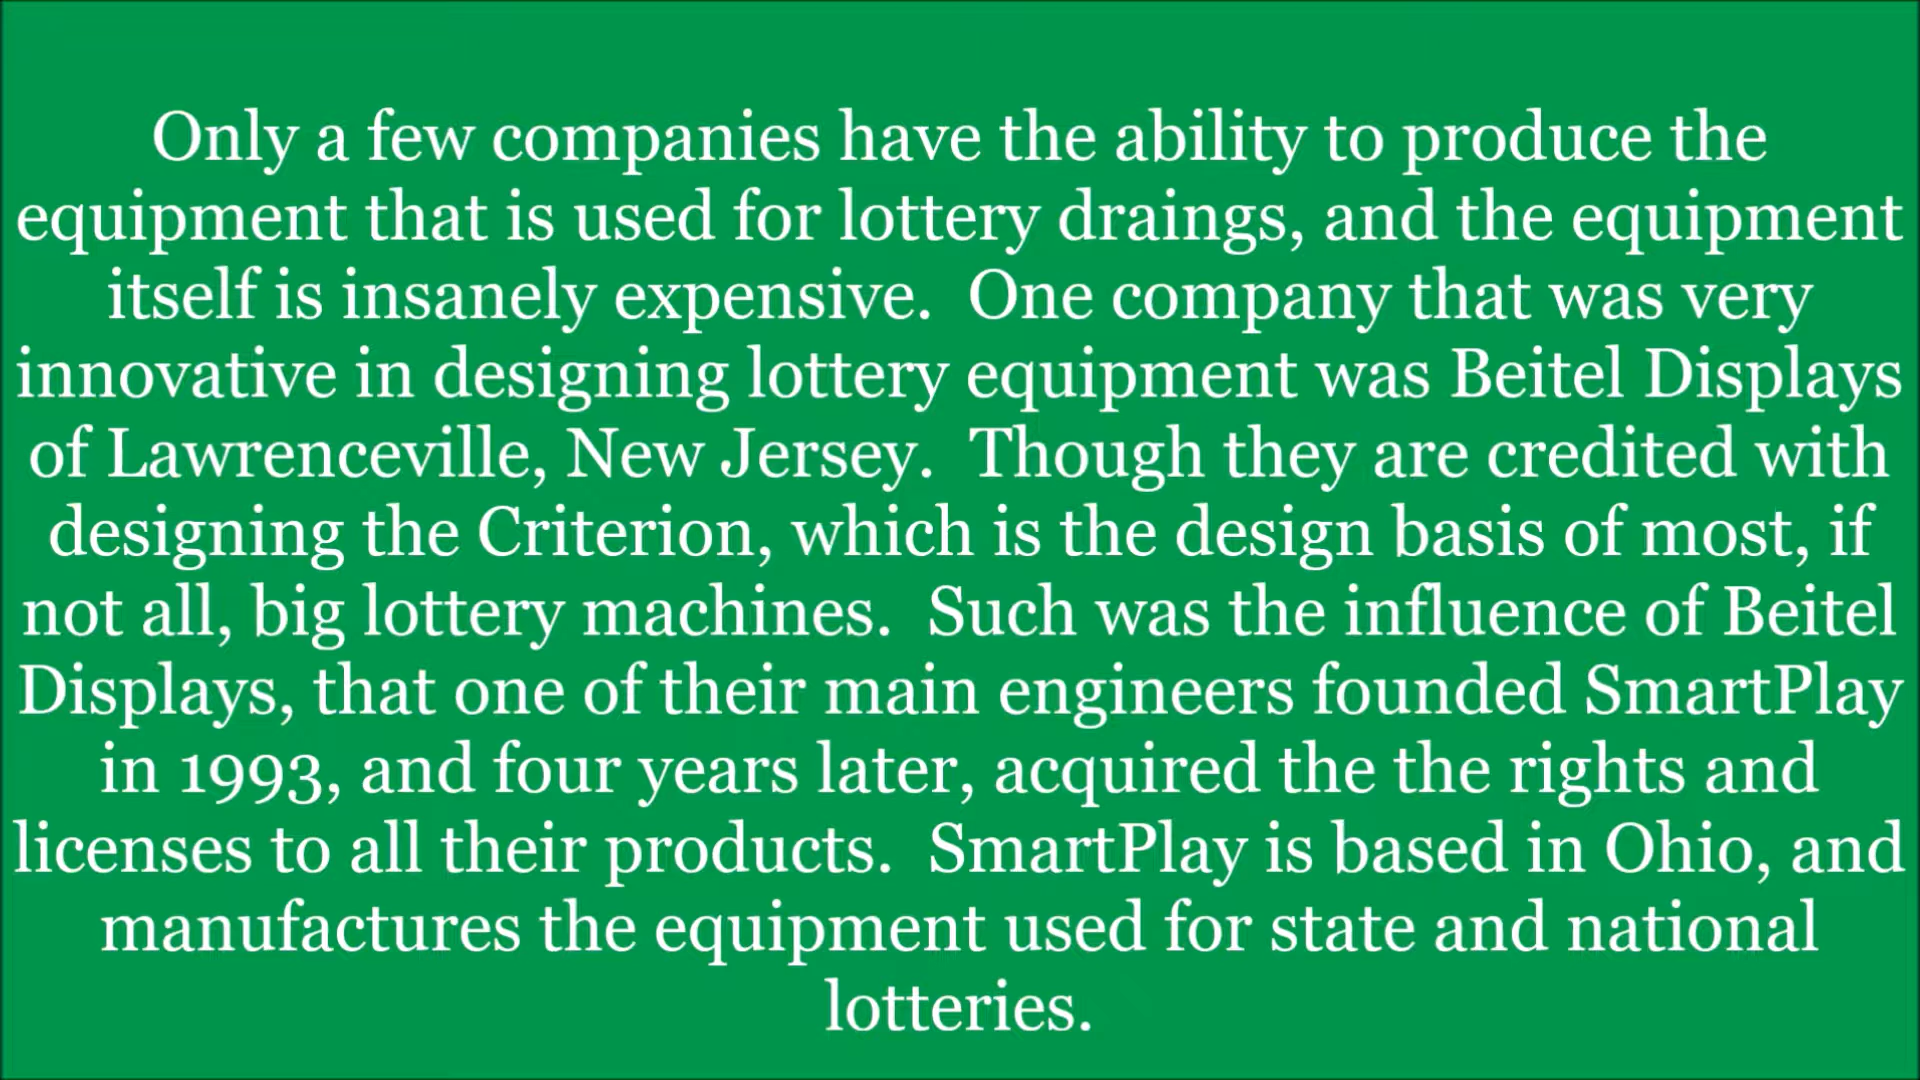 Only a few companies have the ability to produce the
equipment that is used for lottery draings, and the equipment
itself is insanely expensive.  One company that was very
innovative in designing lottery equipment was Beitel Displays
of Lawrenceville, New Jersey.  Though they are credited with
designing the Criterion, which is the design basis of most, if
not all, big lottery machines.  Such was the influence of Beitel
Displays, that one of their main engineers founded SmartPlay
in 1993, and four years later, acquired the the rights and
licenses to all their products.  SmartPlay is based in Ohio, and
manufactures the equipment used for state and national
lotteries.